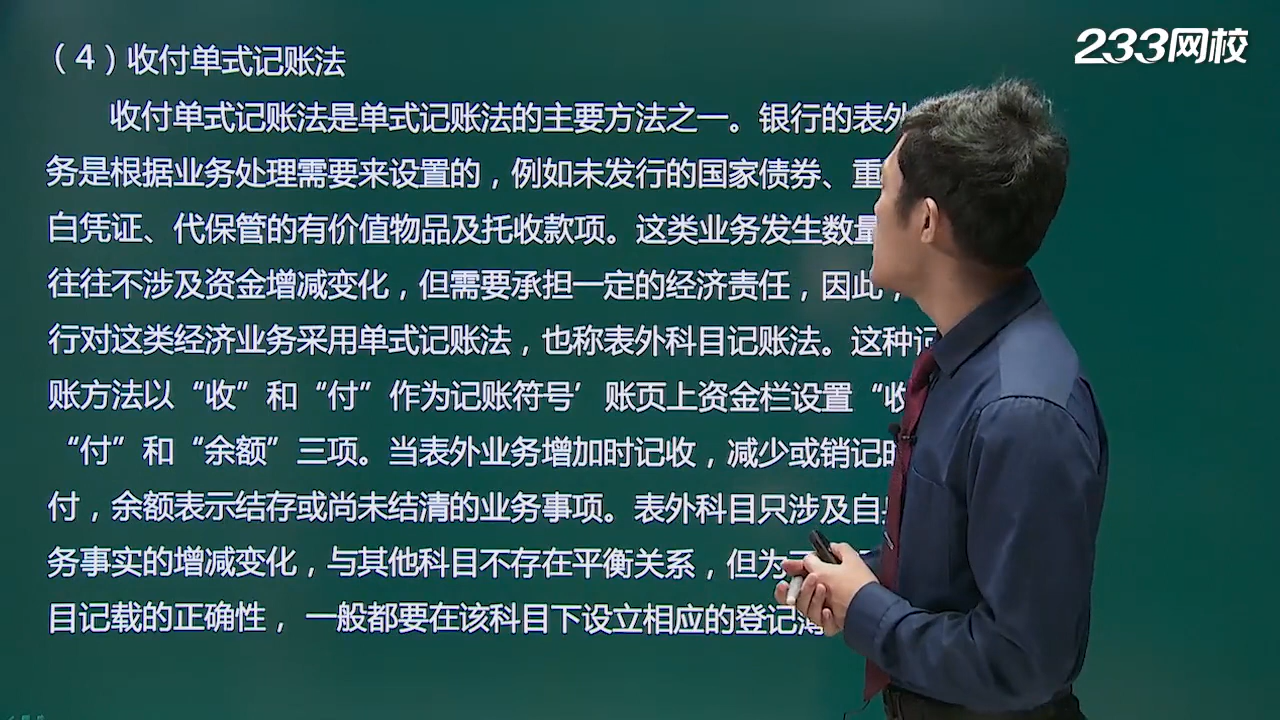 233网校
（4）收付单式记账法
收付单式记账法是单式记账法的主要方法之一。银行的表外
务是根据业务处理需要来设置的，例如未发行的国家债券、重
白凭证、代保管的有价值物品及托收款项。这类业务发生数量
往往不涉及资金增减变化，但需要承担一定的经济责任，因此，
行对这类经济业务采用单式记账法，也称表外科目记账法。这种记
账方法以“收”和“付”作为记账符号’账页上资金栏设置“收
“付”和“余额”三项。当表外业务增加时记收，减少或销记时
付，余额表示结存或尚未结清的业务事项。表外科目只涉及自身
务事实的增减变化，与其他科目不存在平衡关系，但为了
目记载的正确性， 一般都要在该科目下设立相应的登记簿